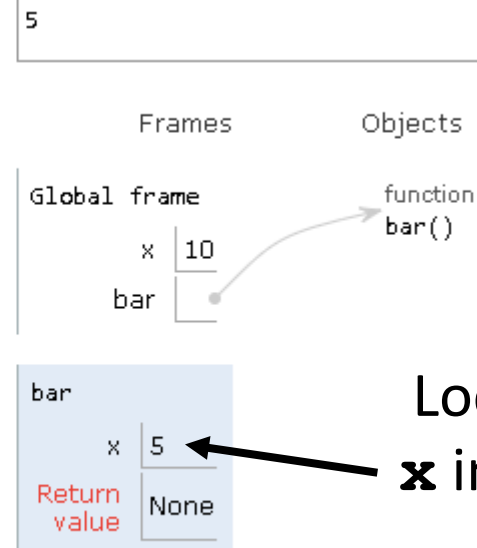 5
Frames Objects
Global frame
function
bar()
x 10
bar
bar
x 5
Return
value
None
x